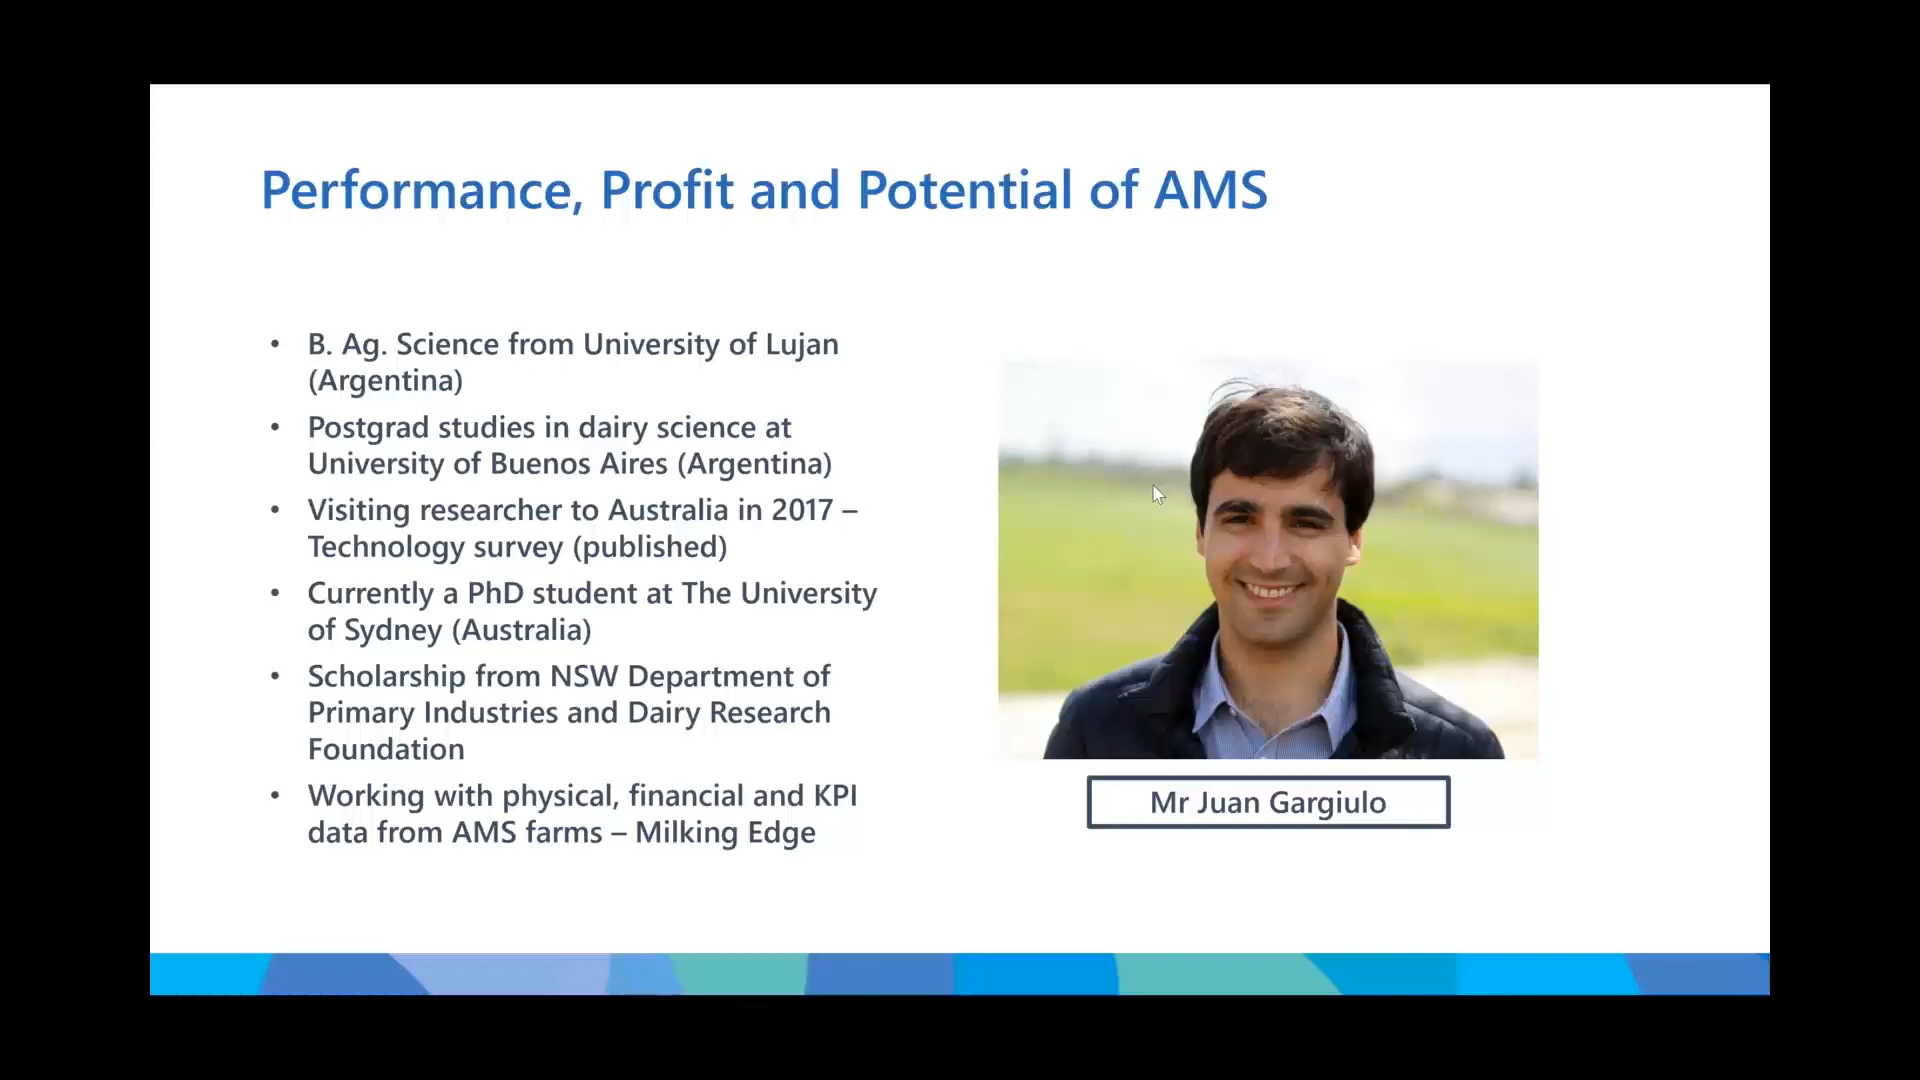 Performance, Profit and Potential of AMS
• B. Ag. Science from University of Lujan
(Argentina)
• Postgrad studies in dairy science at
University of Buenos Aires (Argentina)
• Visiting researcher to Australia in 2017 –
Technology survey (published)
• Currently a PhD student at The University
of Sydney (Australia)
• Scholarship from NSW Department of
Primary Industries and Dairy Research
Foundation
• Working with physical, financial and KPI
data from AMS farms – Milking Edge
Mr Juan Gargiulo